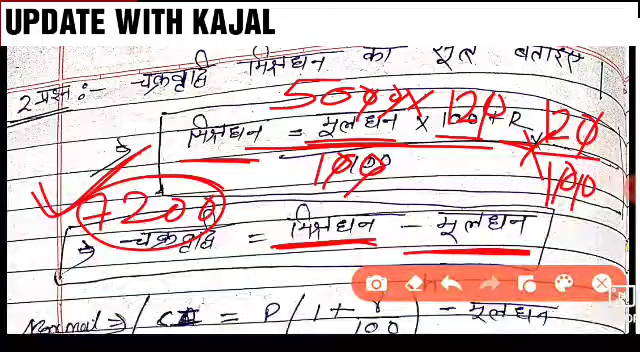 UPDATE WITH KAJAL
2 प्रश्न :- चक्रवृद्धि मिश्रधन का सूत्र बताइए
5000 × 120 × 120
मिश्रधन = मूलधन × 100 + R
100
100 100
7200
चक्रवृद्धि = मिश्रधन - मूलधन
Normal ⇒ CI = P (1 + r - मूलधन
100